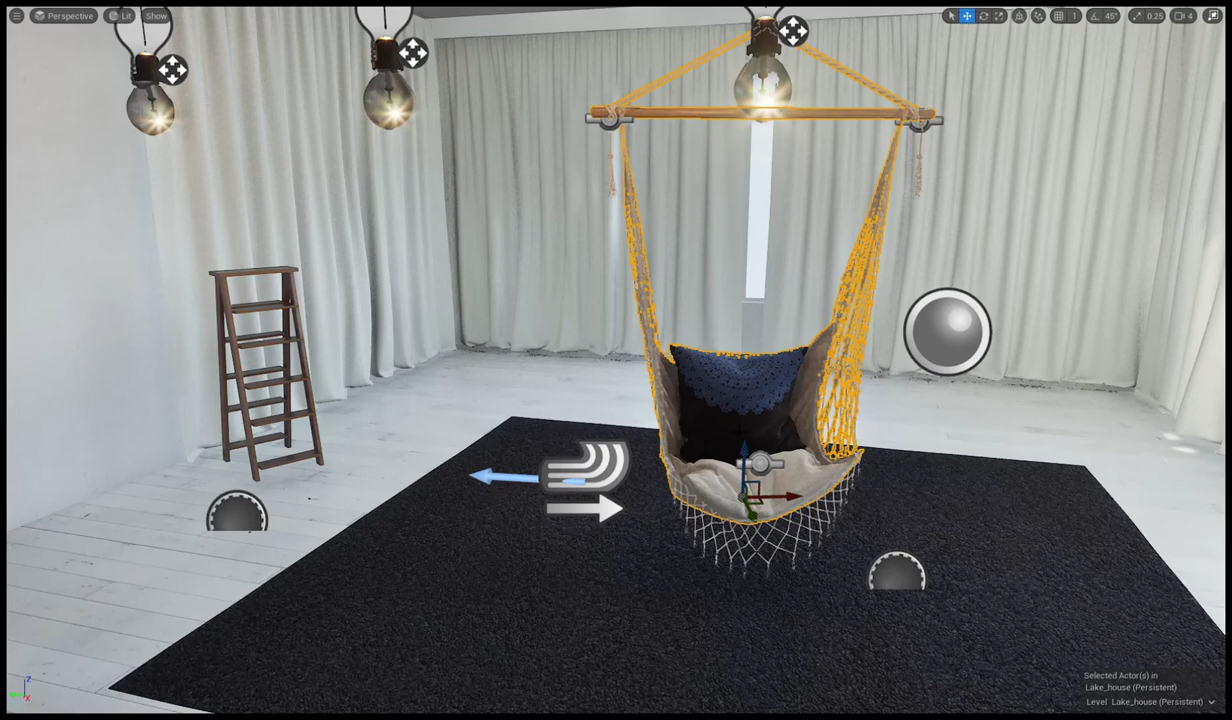 Perspective Lit Show 1 45° 0.25 4
Z
X
Selected Actor(s) in
Lake_house (Persistent)
Level Lake_house (Persistent)